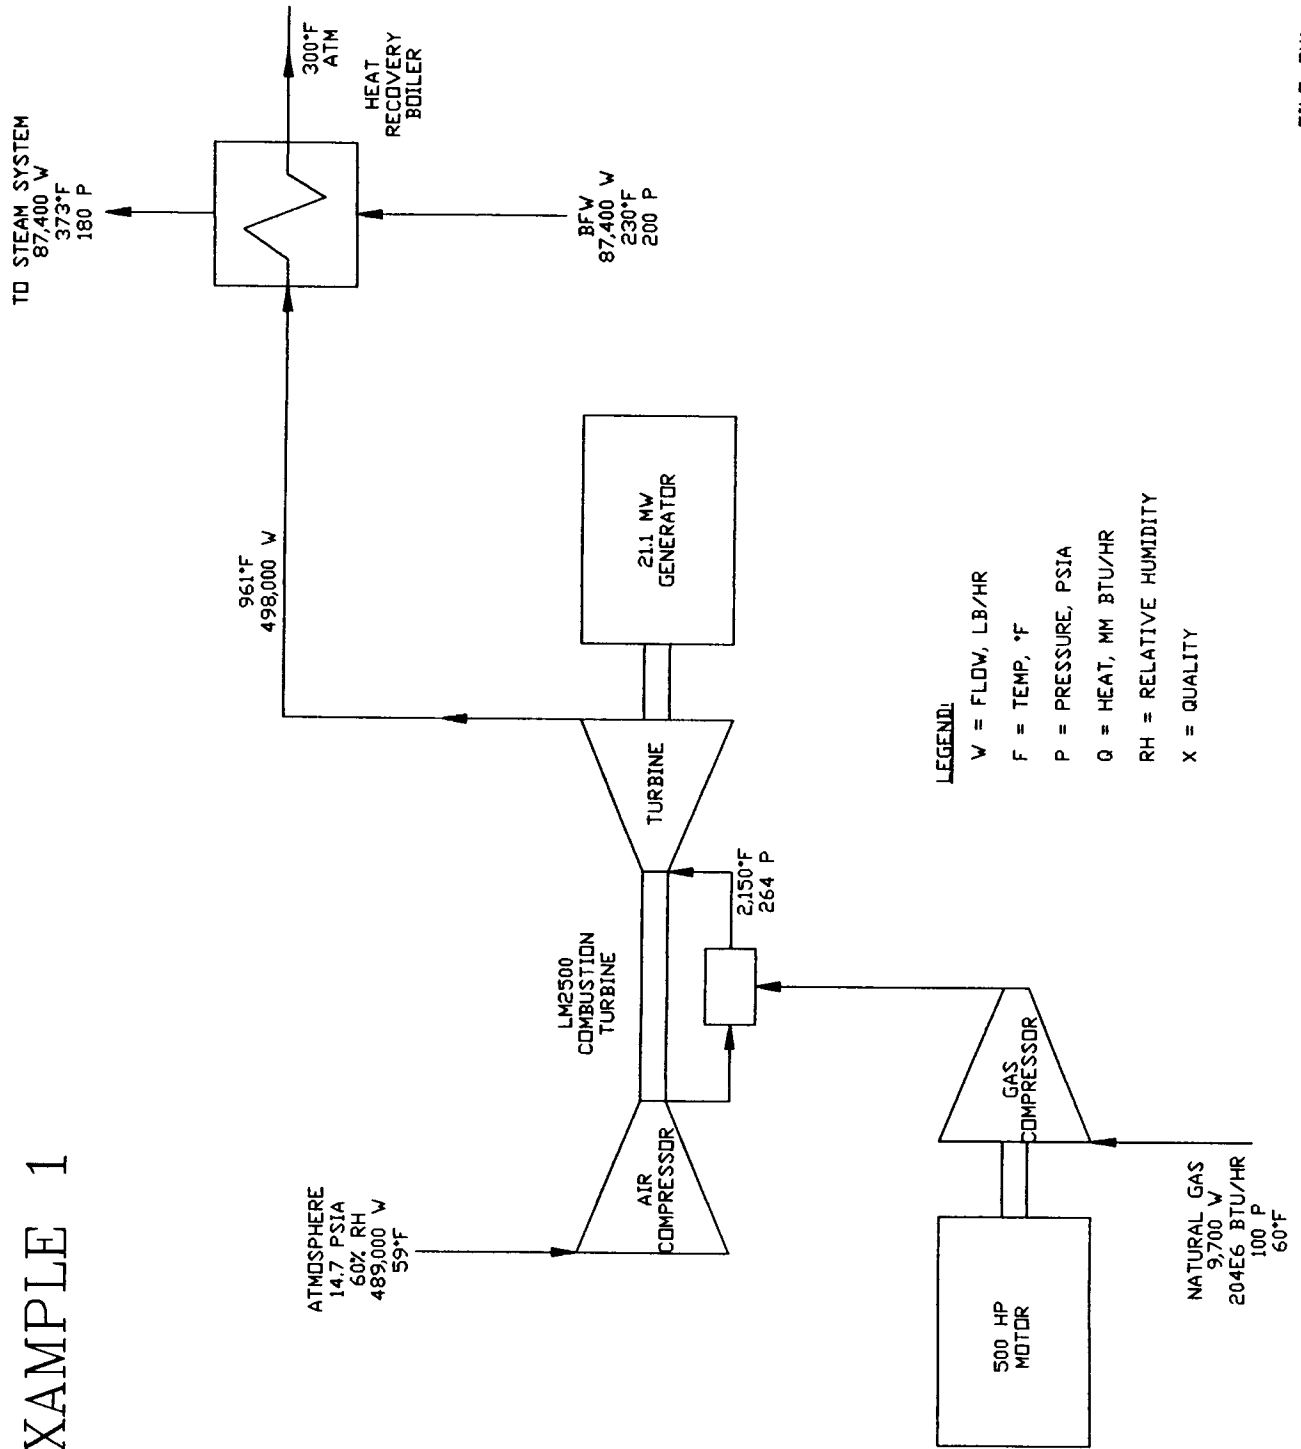 XAMPLE 1
TO STEAM SYSTEM
87,400 W
373°F
180 P
300°F
ATM
HEAT
RECOVERY
BOILER
BFW
87,400 W
230°F
200 P
961°F
498,000 W
21.1 MW
GENERATOR
TURBINE
2,150°F
264 P
LM2500
COMBUSTION
TURBINE
ATMOSPHERE
14.7 PSIA
60% RH
489,000 W
59°F
AIR
COMPRESSOR
GAS
COMPRESSOR
500 HP
MOTOR
NATURAL GAS
9,700 W
204E6 BTU/HR
100 P
60°F
LEGEND:
W = FLOW, LB/HR
F = TEMP, °F
P = PRESSURE, PSIA
Q = HEAT, MM BTU/HR
RH = RELATIVE HUMIDITY
X = QUALITY